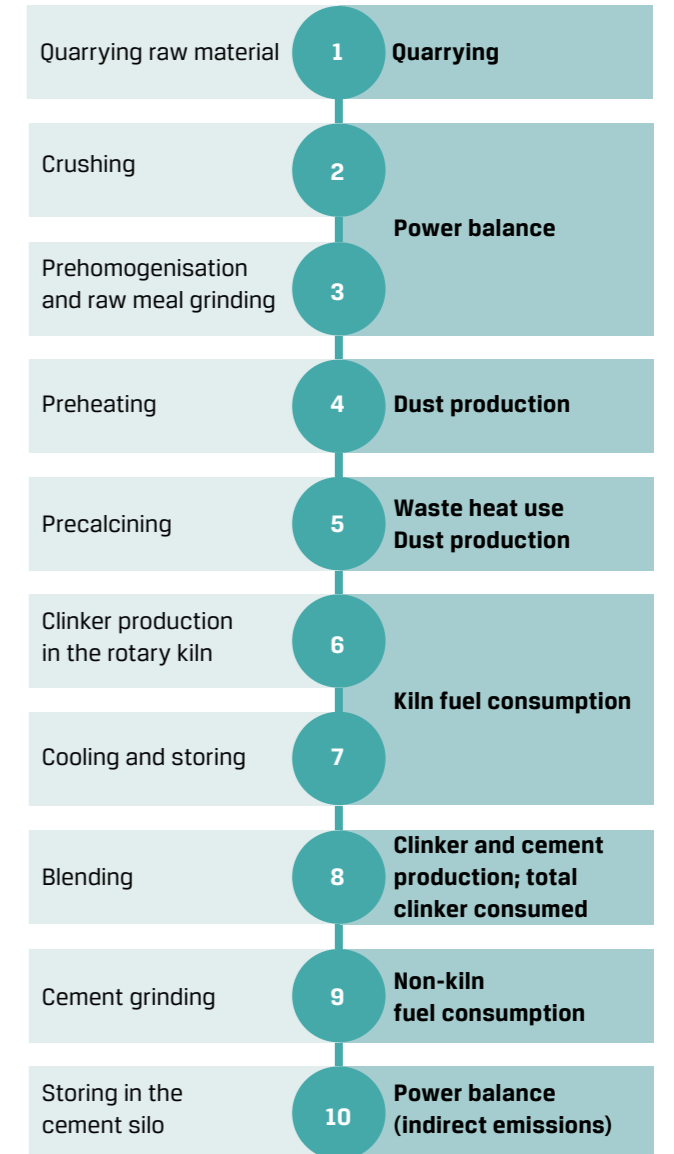 Quarrying raw material
1
Quarrying
Crushing
2
Power balance
Prehomogenisation
and raw meal grinding
3
Preheating
4
Dust production
Precalcining
5
Waste heat use
Dust production
Clinker production
in the rotary kiln
6
Kiln fuel consumption
Cooling and storing
7
Blending
8
Clinker and cement
production; total
clinker consumed
Cement grinding
9
Non-kiln
fuel consumption
Storing in the
cement silo
10
Power balance
(indirect emissions)